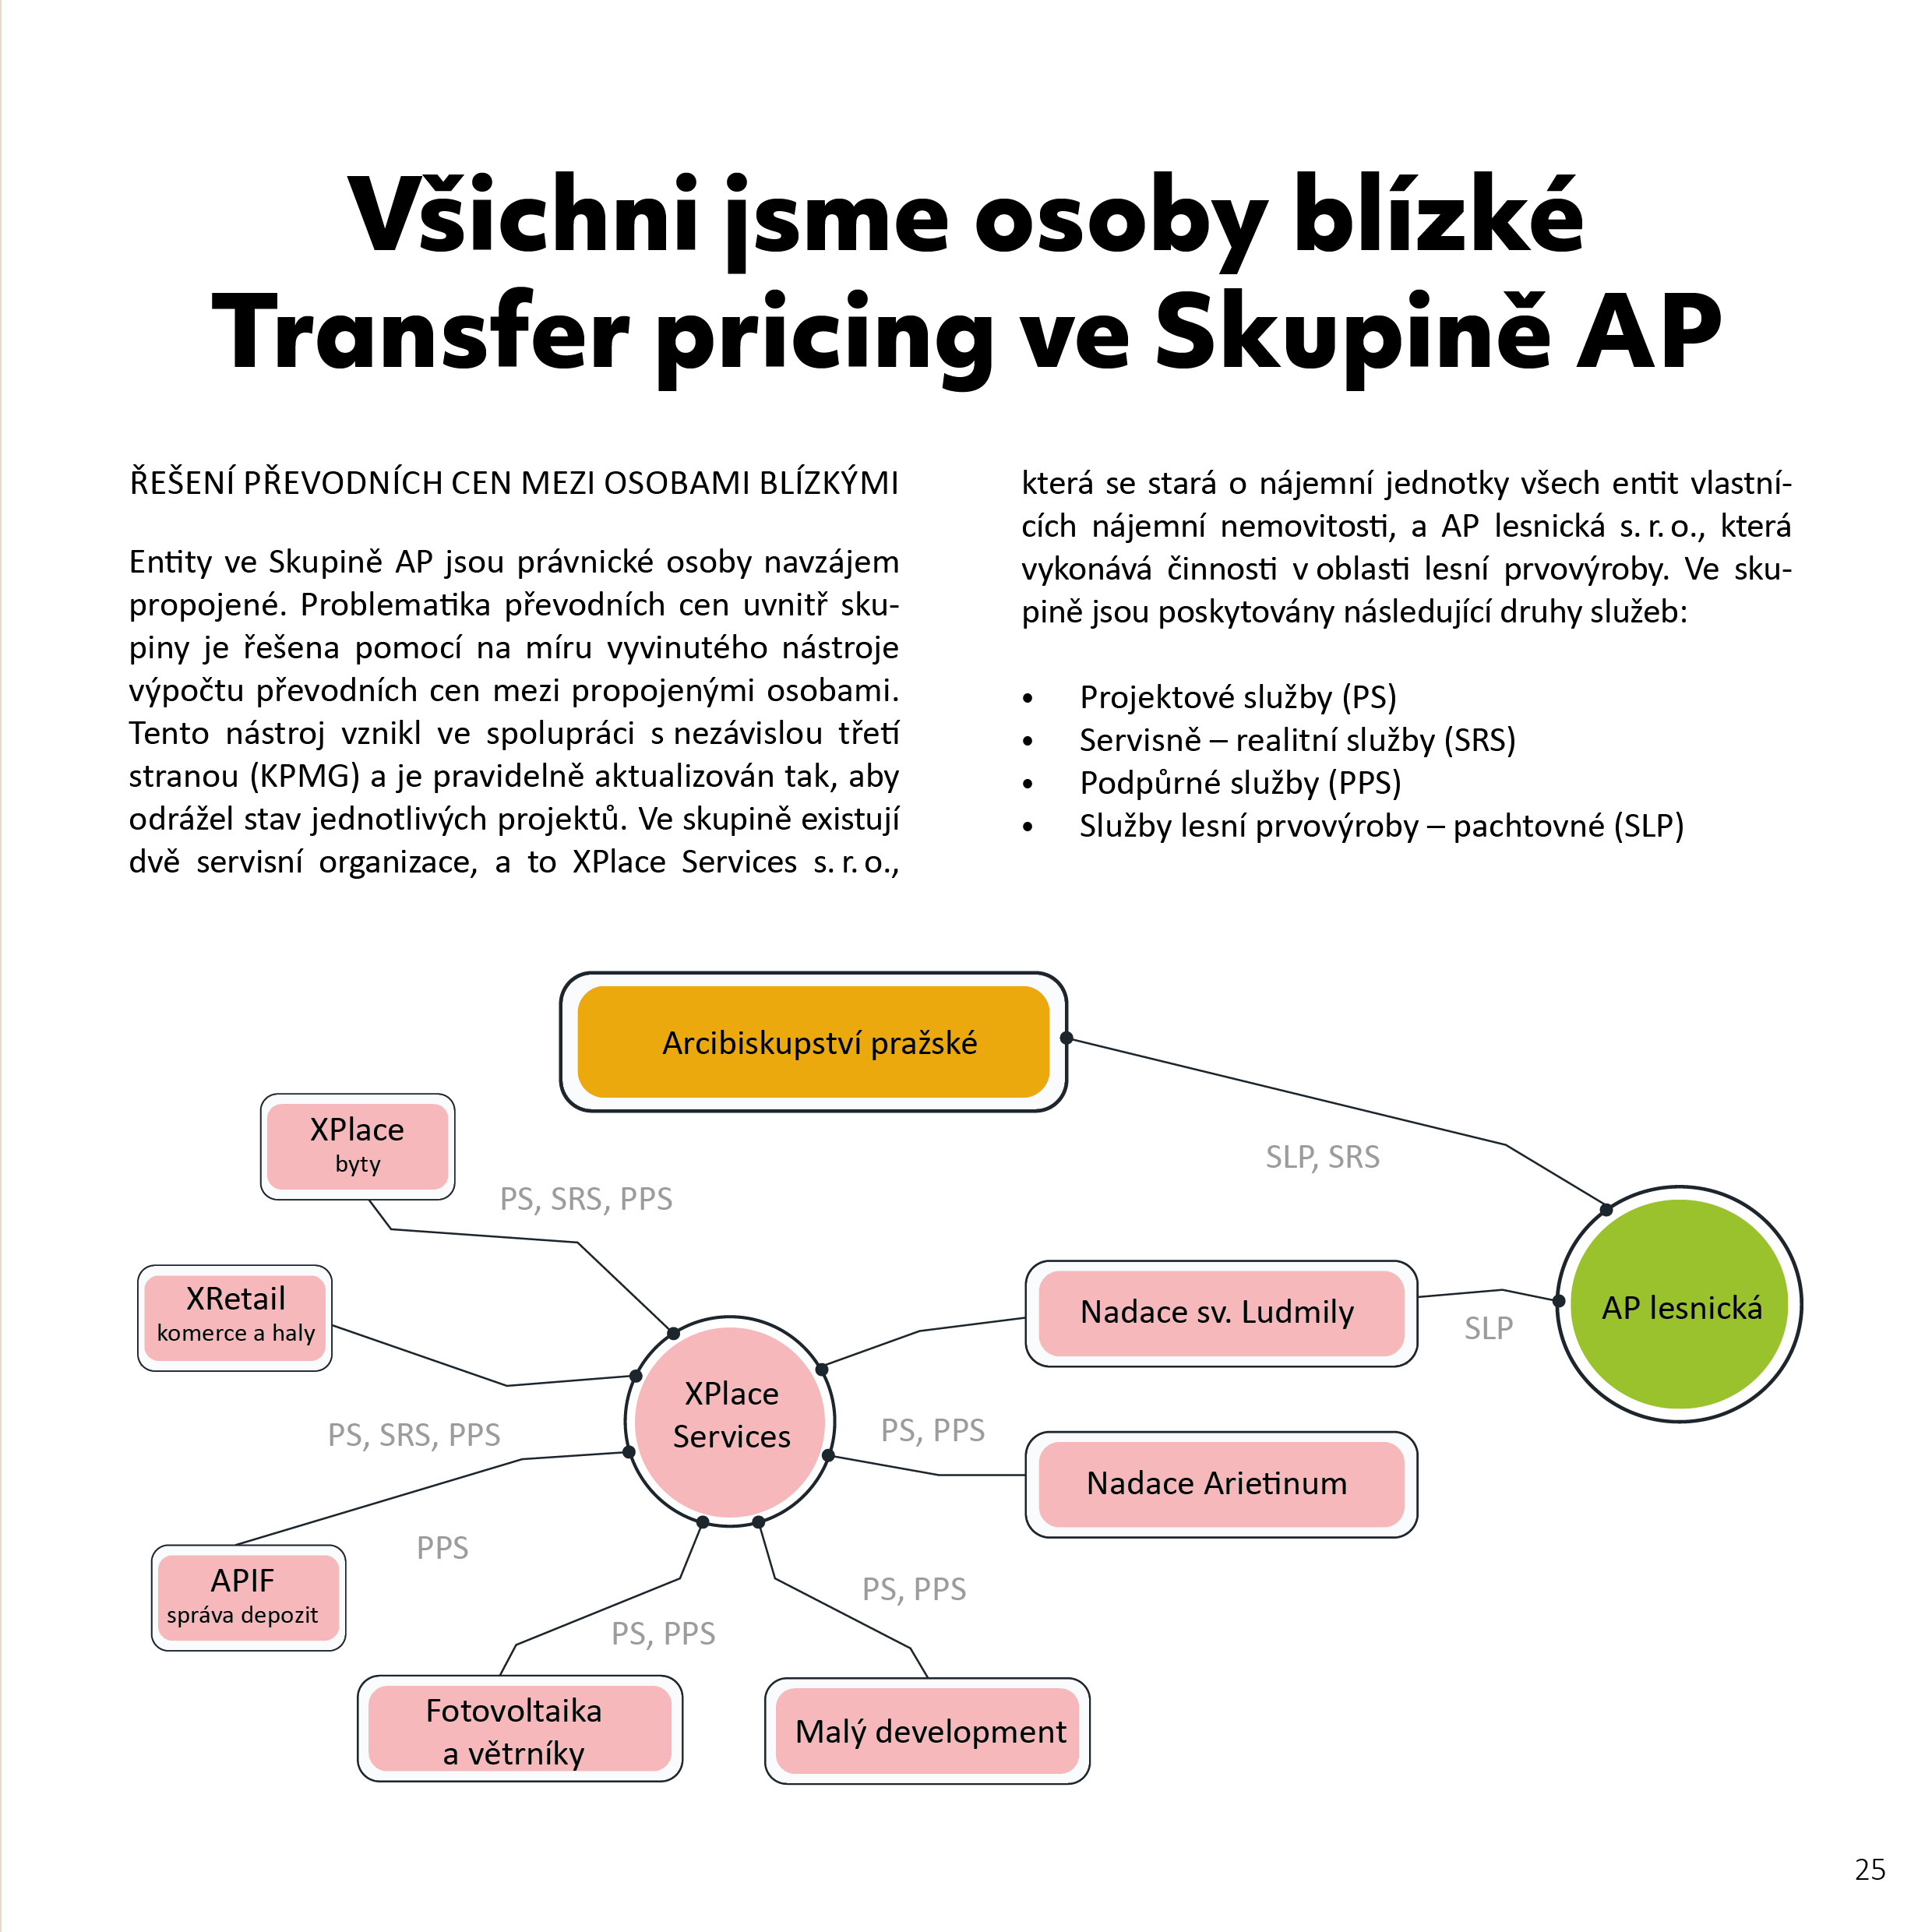 Všichni jsme osoby blízké
Transfer pricing ve Skupině AP
ŘEŠENÍ PŘEVODNÍCH CEN MEZI OSOBAMI BLÍZKÝMI
Entity ve Skupině AP jsou právnické osoby navzájem
propojené. Problematika převodních cen uvnitř sku-
piny je řešena pomocí na míru vyvinutého nástroje
výpočtu převodních cen mezi propojenými osobami.
Tento nástroj vznikl ve spolupráci s nezávislou třetí
stranou (KPMG) a je pravidelně aktualizován tak, aby
odrážel stav jednotlivých projektů. Ve skupině existují
dvě servisní organizace, a to XPlace Services s. r. o.,
která se stará o nájemní jednotky všech entit vlastní-
cích nájemní nemovitosti, a AP lesnická s. r. o., která
vykonává činnosti v oblasti lesní prvovýroby. Ve sku-
pině jsou poskytovány následující druhy služeb:
• Projektové služby (PS)
• Servisně – realitní služby (SRS)
• Podpůrné služby (PPS)
• Služby lesní prvovýroby – pachtovné (SLP)
Arcibiskupství pražské
XPlace
byty
SLP, SRS
PS, SRS, PPS
XRetail
komerce a haly
Nadace sv. Ludmily
AP lesnická
SLP
XPlace
Services
PS, SRS, PPS
PS, PPS
Nadace Arietinum
PPS
APIF
správa depozit
PS, PPS
PS, PPS
Fotovoltaika
a větrníky
Malý development
25